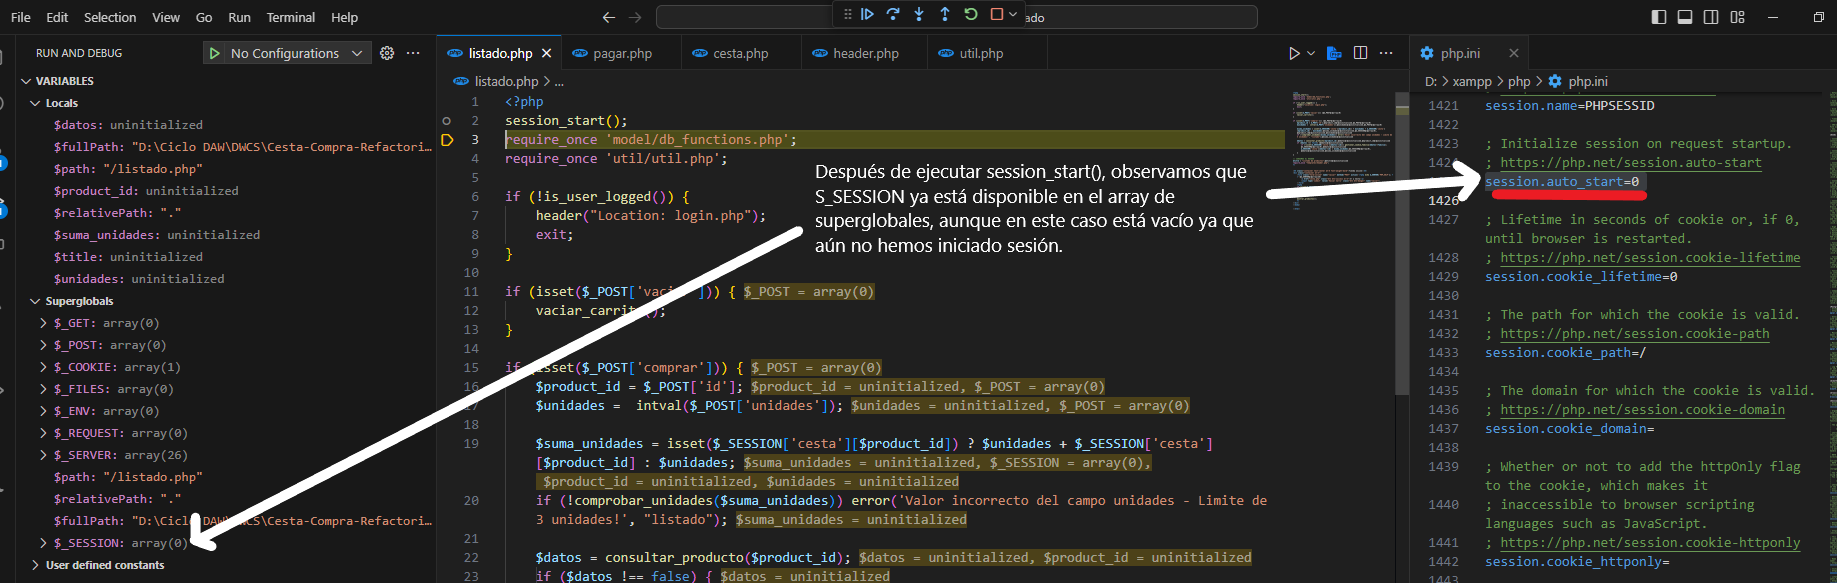 File Edit Selection View Go Run Terminal Help
ado
RUN AND DEBUG
No Configurations
VARIABLES
Locals
$datos: uninitialized
$fullPath: "D:\Ciclo DAW\DWCS\Cesta-Compra-Refactori…
$path: "/listado.php"
$product_id: uninitialized
$relativePath: "."
$suma_unidades: uninitialized
$title: uninitialized
$unidades: uninitialized
Superglobals
$_GET: array(0)
$_POST: array(0)
$_COOKIE: array(1)
$_FILES: array(0)
$_ENV: array(0)
$_REQUEST: array(0)
$_SERVER: array(26)
$path: "/listado.php"
$relativePath: "."
$fullPath: "D:\Ciclo DAW\DWCS\Cesta-Compra-Refactori…
$_SESSION: array(0)
User defined constants
listado.php pagar.php cesta.php header.php util.php
listado.php > ...
1 <?php
2 session_start();
3 require_once 'model/db_functions.php';
4 require_once 'util/util.php';
5
6 if (!is_user_logged()) {
7 header("Location: login.php");
8 exit;
9 }
10
11 if (isset($_POST['vaci ])) { $_POST = array(0)
12 vaciar_carrit ();
13 }
14
15 if (isset($_POST['comprar'])) { $_POST = array(0)
16 $product_id = $_POST['id']; $product_id = uninitialized, $_POST = array(0)
17 $unidades = intval($_POST['unidades']); $unidades = uninitialized, $_POST = array(0)
18
19 $suma_unidades = isset($_SESSION['cesta'][$product_id]) ? $unidades + $_SESSION['cesta']
[$product_id] : $unidades; $suma_unidades = uninitialized, $_SESSION = array(0),
$product_id = uninitialized, $unidades = uninitialized
20 if (!comprobar_unidades($suma_unidades)) error('Valor incorrecto del campo unidades - Limite de
3 unidades!', "listado"); $suma_unidades = uninitialized
21
22 $datos = consultar_producto($product_id); $datos = uninitialized, $product_id = uninitialized
23 if ($datos !== false) { $datos = uninitialized
Después de ejecutar session_start(), observamos que
S_SESSION ya está disponible en el array de
superglobales, aunque en este caso está vacío ya que
aún no hemos iniciado sesión.
php.ini
D: > xampp > php > php.ini
1421 session.name=PHPSESSID
1422
1423 ; Initialize session on request startup.
1424 ; https://php.net/session.auto-start
session.auto_start=0
1426
1427 ; Lifetime in seconds of cookie or, if 0,
until browser is restarted.
1428 ; https://php.net/session.cookie-lifetime
1429 session.cookie_lifetime=0
1430
1431 ; The path for which the cookie is valid.
1432 ; https://php.net/session.cookie-path
1433 session.cookie_path=/
1434
1435 ; The domain for which the cookie is valid.
1436 ; https://php.net/session.cookie-domain
1437 session.cookie_domain=
1438
1439 ; Whether or not to add the httpOnly flag
to the cookie, which makes it
1440 ; inaccessible to browser scripting
languages such as JavaScript.
1441 ; https://php.net/session.cookie-httponly
1442 session.cookie_httponly=
1443